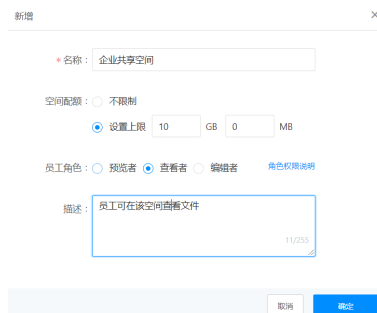 新增
* 名称： 企业共享空间
空间配额： 不限制
设置上限 10 GB 0 MB
员工角色： 预览者 查看者 编辑者 角色权限说明
描述： 员工可在该空间查看文件
11/255
取消 确定